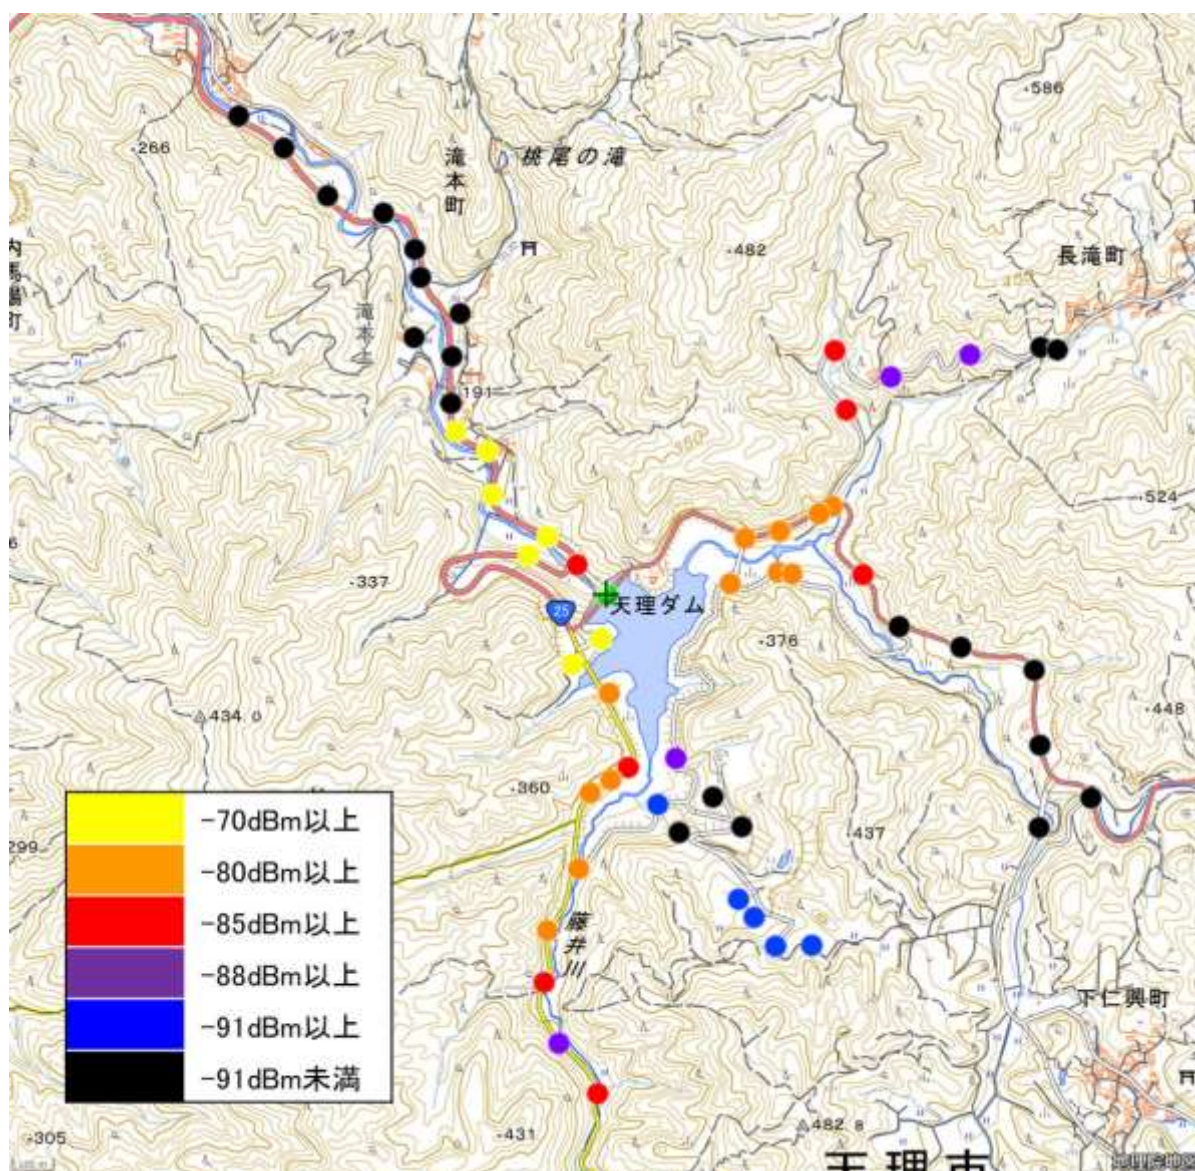 ・586
・266
桃尾の滝
滝本町
・482
長滝町
内馬場町
滝本
191
350
・524
・337
25
天理ダム
・376
434.0
・448
・360
・437
299
-70dBm以上
-80dBm以上
-85dBm以上
-88dBm以上
-91dBm以上
-91dBm未満
藤井川
下仁興町
・305
・431
482.8
天理市